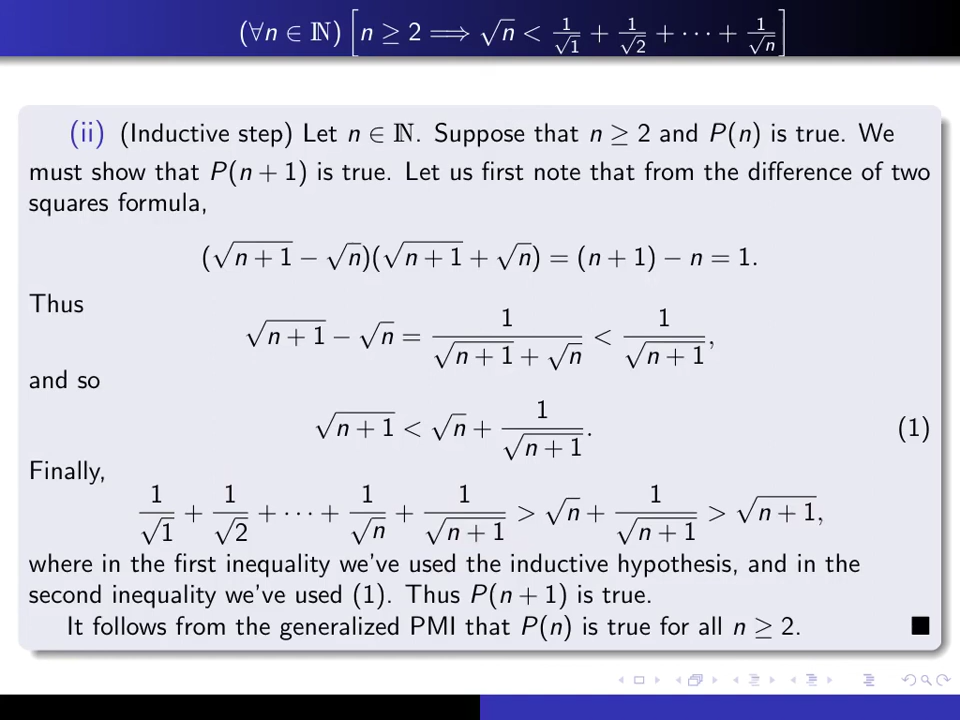 (∀n ∈ ℕ) [n ≥ 2 ⟹ √n < 1/√1 + 1/√2 + ⋯ + 1/√n]
(ii) (Inductive step) Let n ∈ ℕ. Suppose that n ≥ 2 and P(n) is true. We
must show that P(n + 1) is true. Let us first note that from the difference of two
squares formula,
(√(n + 1) − √n)(√(n + 1) + √n) = (n + 1) − n = 1.
Thus
√(n + 1) − √n = 1/(√(n + 1) + √n) < 1/√(n + 1),
and so
√(n + 1) < √n + 1/√(n + 1). (1)
Finally,
1/√1 + 1/√2 + ⋯ + 1/√n + 1/√(n + 1) > √n + 1/√(n + 1) > √(n + 1),
where in the first inequality we've used the inductive hypothesis, and in the
second inequality we've used (1). Thus P(n + 1) is true.
It follows from the generalized PMI that P(n) is true for all n ≥ 2. ■